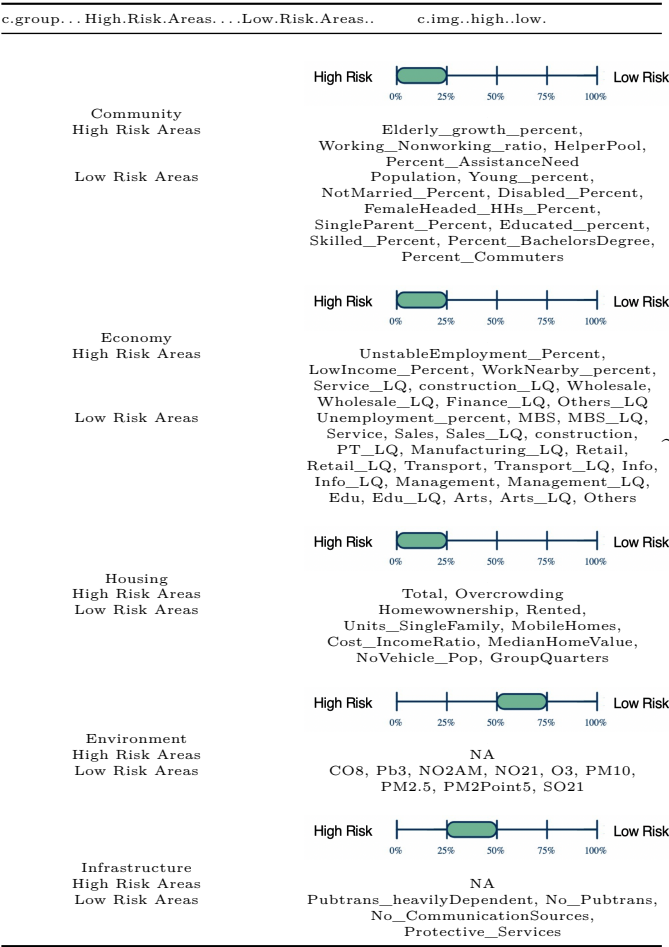 c.group... High.Risk.Areas....Low.Risk.Areas.. c.img..high..low.
High Risk Low Risk
0% 25% 50% 75% 100%
Community
High Risk Areas Elderly_growth_percent,
Working_Nonworking_ratio, HelperPool,
Percent_AssistanceNeed
Low Risk Areas Population, Young_percent,
NotMarried_Percent, Disabled_Percent,
FemaleHeaded_HHs_Percent,
SingleParent_Percent, Educated_percent,
Skilled_Percent, Percent_BachelorsDegree,
Percent_Commuters
High Risk Low Risk
0% 25% 50% 75% 100%
Economy
High Risk Areas UnstableEmployment_Percent,
LowIncome_Percent, WorkNearby_percent,
Service_LQ, construction_LQ, Wholesale,
Wholesale_LQ, Finance_LQ, Others_LQ
Low Risk Areas Unemployment_percent, MBS, MBS_LQ,
Service, Sales, Sales_LQ, construction,
PT_LQ, Manufacturing_LQ, Retail,
Retail_LQ, Transport, Transport_LQ, Info,
Info_LQ, Management, Management_LQ,
Edu, Edu_LQ, Arts, Arts_LQ, Others
High Risk Low Risk
0% 25% 50% 75% 100%
Housing
High Risk Areas Total, Overcrowding
Low Risk Areas Homewownership, Rented,
Units_SingleFamily, MobileHomes,
Cost_IncomeRatio, MedianHomeValue,
NoVehicle_Pop, GroupQuarters
High Risk Low Risk
0% 25% 50% 75% 100%
Environment
High Risk Areas NA
Low Risk Areas CO8, Pb3, NO2AM, NO21, O3, PM10,
PM2.5, PM2Point5, SO21
High Risk Low Risk
0% 25% 50% 75% 100%
Infrastructure
High Risk Areas NA
Low Risk Areas Pubtrans_heavilyDependent, No_Pubtrans,
No_CommunicationSources,
Protective_Services